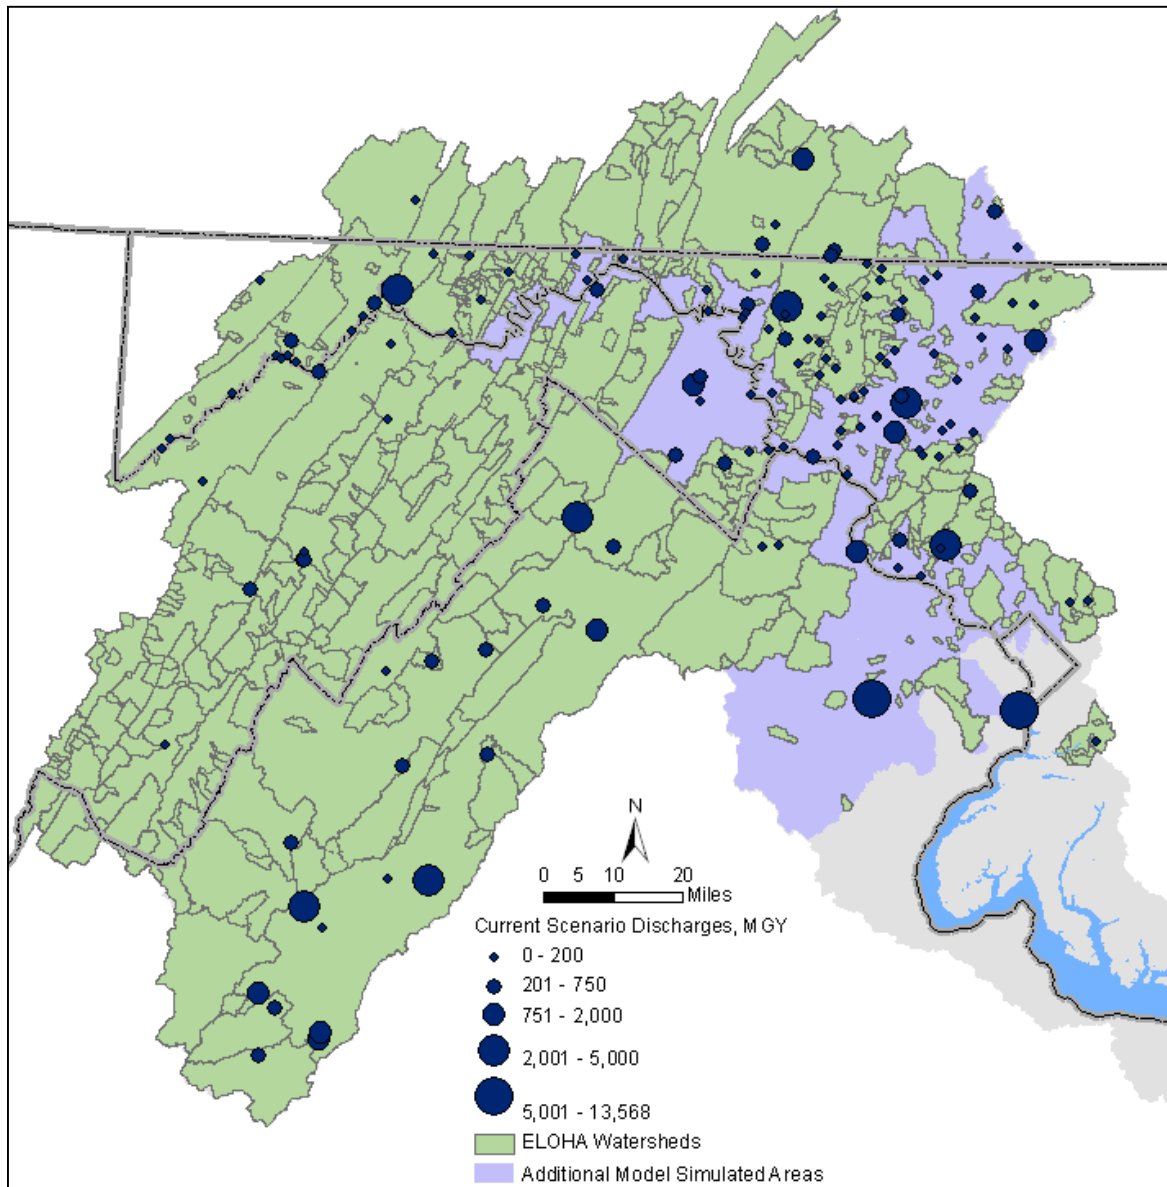 N
0 5 10 20
Miles
Current Scenario Discharges, MGY
0 - 200
201 - 750
751 - 2,000
2,001 - 5,000
5,001 - 13,568
ELOHA Watersheds
Additional Model Simulated Areas